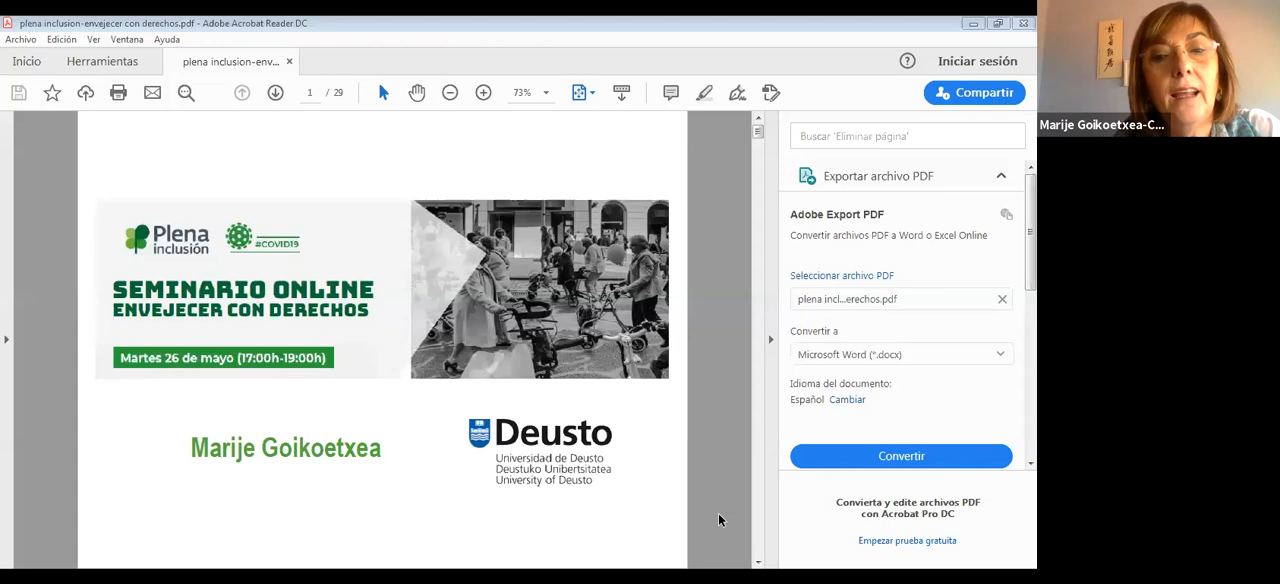 plena inclusion-envejecer con derechos.pdf - Adobe Acrobat Reader DC
Archivo Edición Ver Ventana Ayuda
Inicio Herramientas plena inclusion-env... ×
Iniciar sesión
1 / 29 73%
Compartir
Plena
inclusión
#COVID19
SEMINARIO ONLINE
ENVEJECER CON DERECHOS
Martes 26 de mayo (17:00h-19:00h)
Marije Goikoetxea
Deusto
Universidad de Deusto
Deustuko Unibertsitatea
University of Deusto
Buscar 'Eliminar página'
Exportar archivo PDF
Adobe Export PDF
Convertir archivos PDF a Word o Excel Online
Seleccionar archivo PDF
plena incl...erechos.pdf
Convertir a
Microsoft Word (*.docx)
Idioma del documento:
Español Cambiar
Convertir
Convierta y edite archivos PDF
con Acrobat Pro DC
Empezar prueba gratuita
Marije Goikoetxea-C...